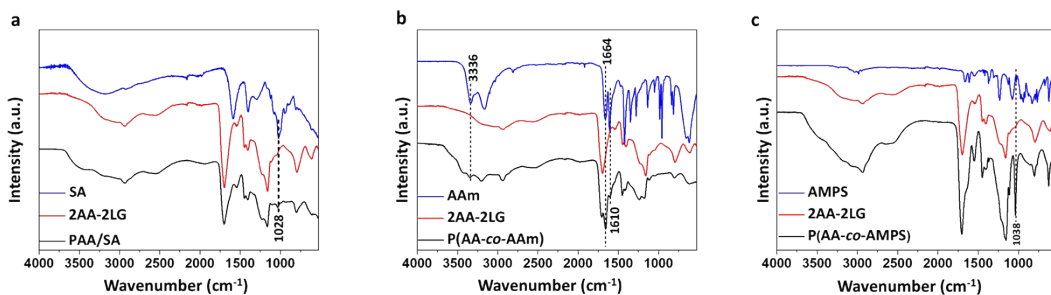 a
Intensity (a.u.)
SA
2AA-2LG
PAA/SA
1028
4000 3500 3000 2500 2000 1500 1000
Wavenumber (cm⁻¹)
b
Intensity (a.u.)
3336
1664
AAm
2AA-2LG
P(AA-co-AAm)
1610
4000 3500 3000 2500 2000 1500 1000
Wavenumber (cm⁻¹)
c
Intensity (a.u.)
AMPS
2AA-2LG
P(AA-co-AMPS)
1038
4000 3500 3000 2500 2000 1500 1000
Wavenumber (cm⁻¹)